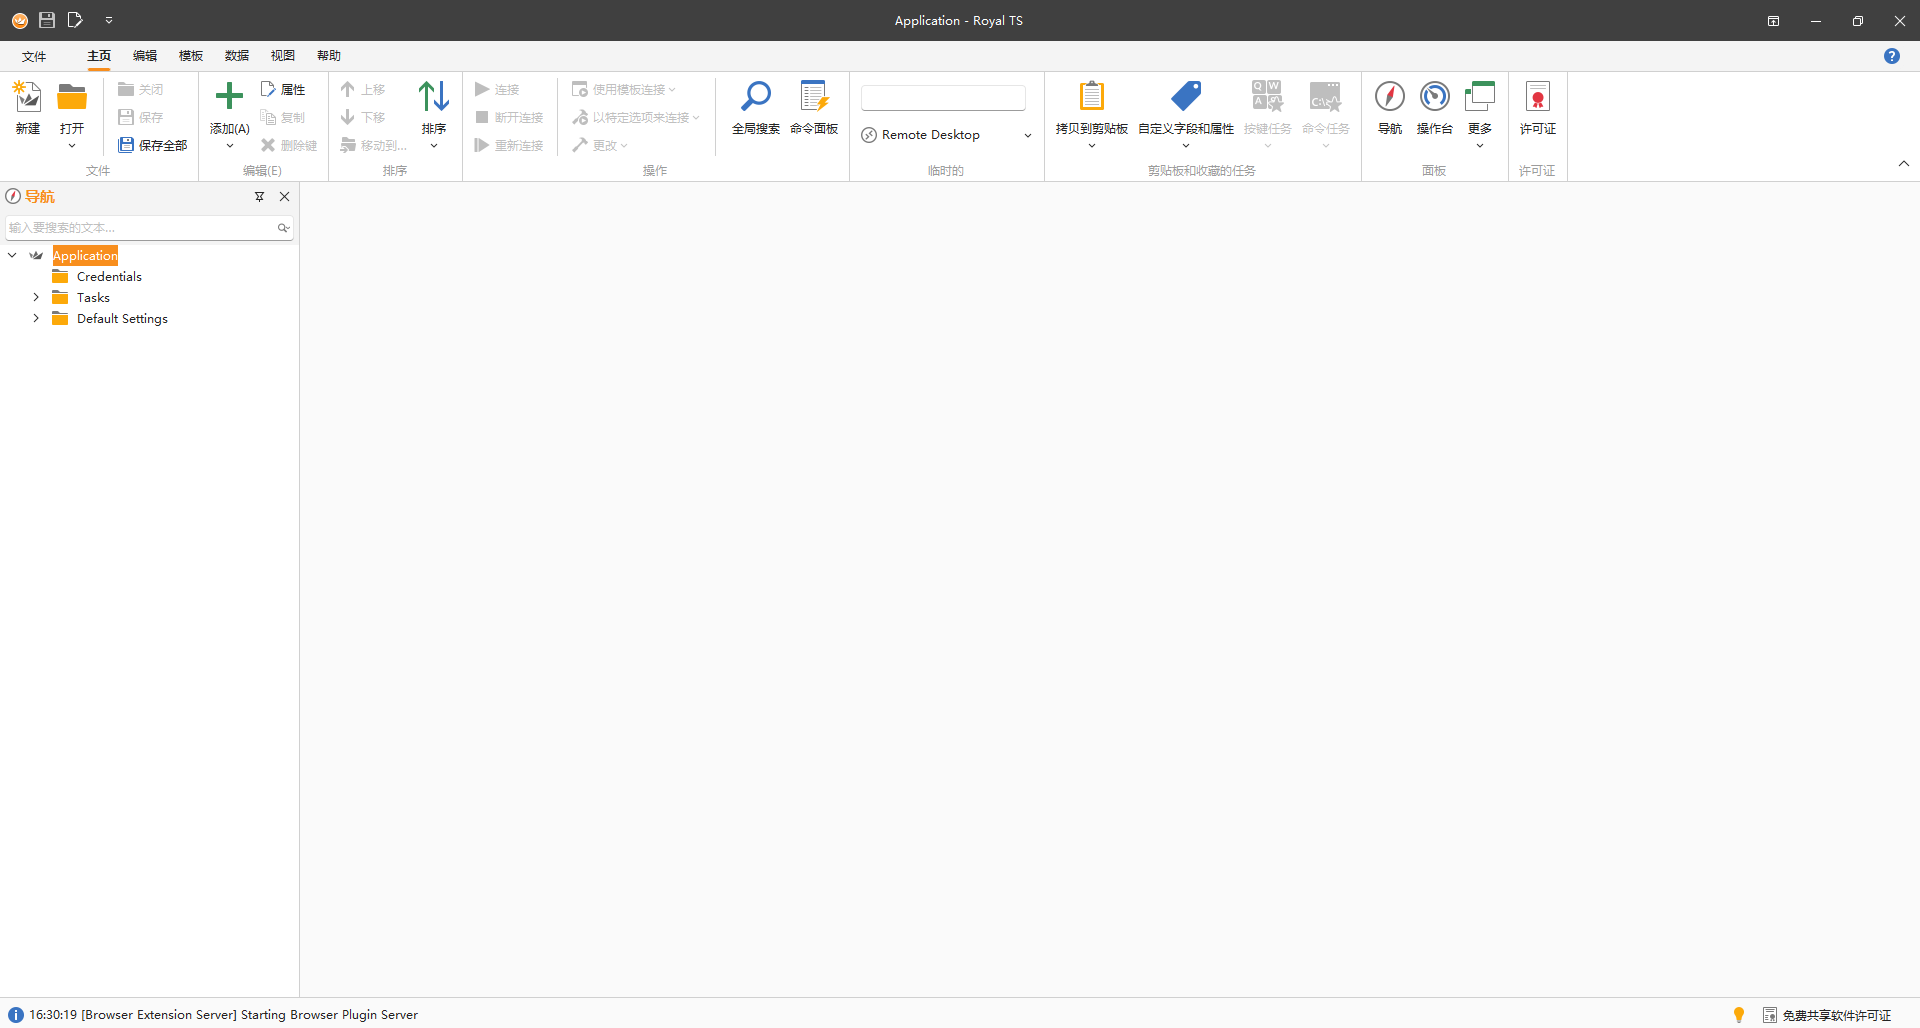 Application - Royal TS
文件 主页 编辑 模板 数据 视图 帮助
新建 打开 关闭 保存 保存全部
文件
添加(A) 属性 复制 删除键
编辑(E)
上移 下移 移动到... 排序
排序
连接 断开连接 重新连接 使用模板连接 以特定选项来连接 更改 全局搜索 命令面板
操作
Remote Desktop
临时的
拷贝到剪贴板 自定义字段和属性 按键任务 命令任务
剪贴板和收藏的任务
导航 操作台 更多
面板
许可证
许可证
导航
输入要搜索的文本...
Application
Credentials
Tasks
Default Settings
16:30:19 [Browser Extension Server] Starting Browser Plugin Server
免费共享软件许可证